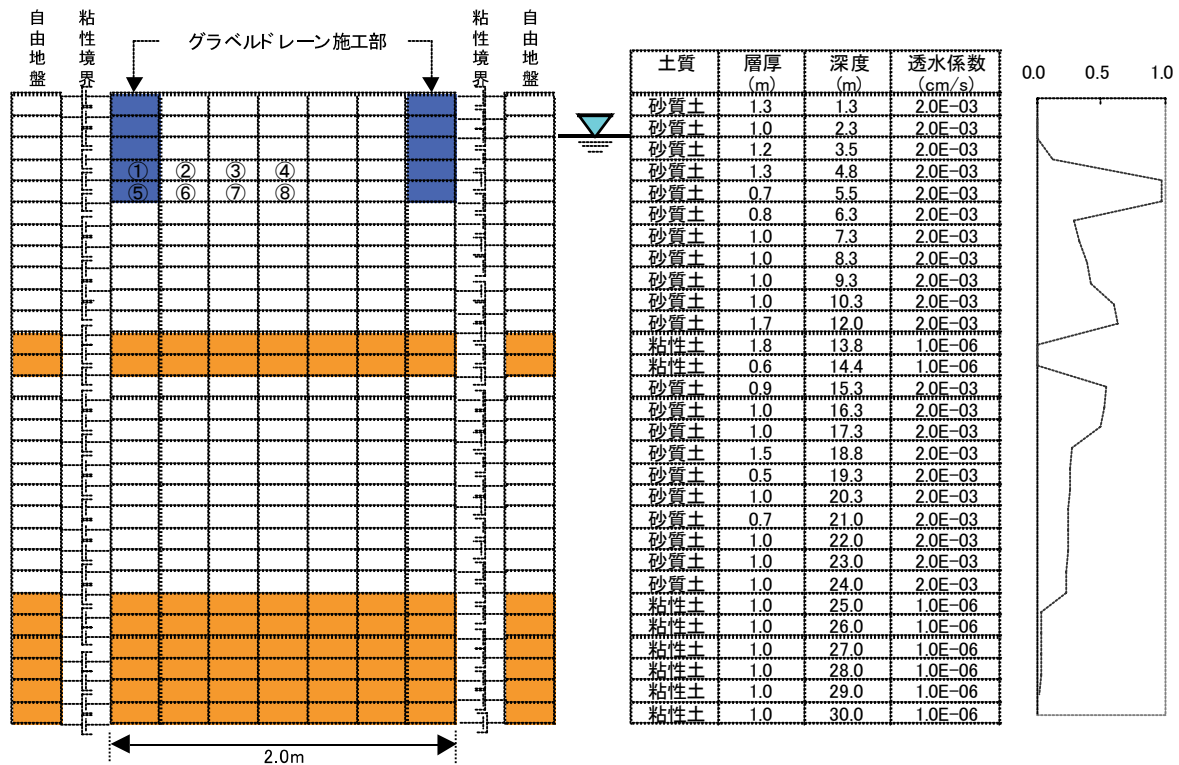 自由地盤
粘性境界
グラベルドレーン施工部
粘性境界
自由地盤
① ② ③ ④
⑤ ⑥ ⑦ ⑧
2.0m
土質 層厚(m) 深度(m) 透水係数(cm/s)
砂質土 1.3 1.3 2.0E-03
砂質土 1.0 2.3 2.0E-03
砂質土 1.2 3.5 2.0E-03
砂質土 1.3 4.8 2.0E-03
砂質土 0.7 5.5 2.0E-03
砂質土 0.8 6.3 2.0E-03
砂質土 1.0 7.3 2.0E-03
砂質土 1.0 8.3 2.0E-03
砂質土 1.0 9.3 2.0E-03
砂質土 1.0 10.3 2.0E-03
砂質土 1.7 12.0 2.0E-03
粘性土 1.8 13.8 1.0E-06
粘性土 0.6 14.4 1.0E-06
砂質土 0.9 15.3 2.0E-03
砂質土 1.0 16.3 2.0E-03
砂質土 1.0 17.3 2.0E-03
砂質土 1.5 18.8 2.0E-03
砂質土 0.5 19.3 2.0E-03
砂質土 1.0 20.3 2.0E-03
砂質土 0.7 21.0 2.0E-03
砂質土 1.0 22.0 2.0E-03
砂質土 1.0 23.0 2.0E-03
砂質土 1.0 24.0 2.0E-03
粘性土 1.0 25.0 1.0E-06
粘性土 1.0 26.0 1.0E-06
粘性土 1.0 27.0 1.0E-06
粘性土 1.0 28.0 1.0E-06
粘性土 1.0 29.0 1.0E-06
粘性土 1.0 30.0 1.0E-06
0.0 0.5 1.0